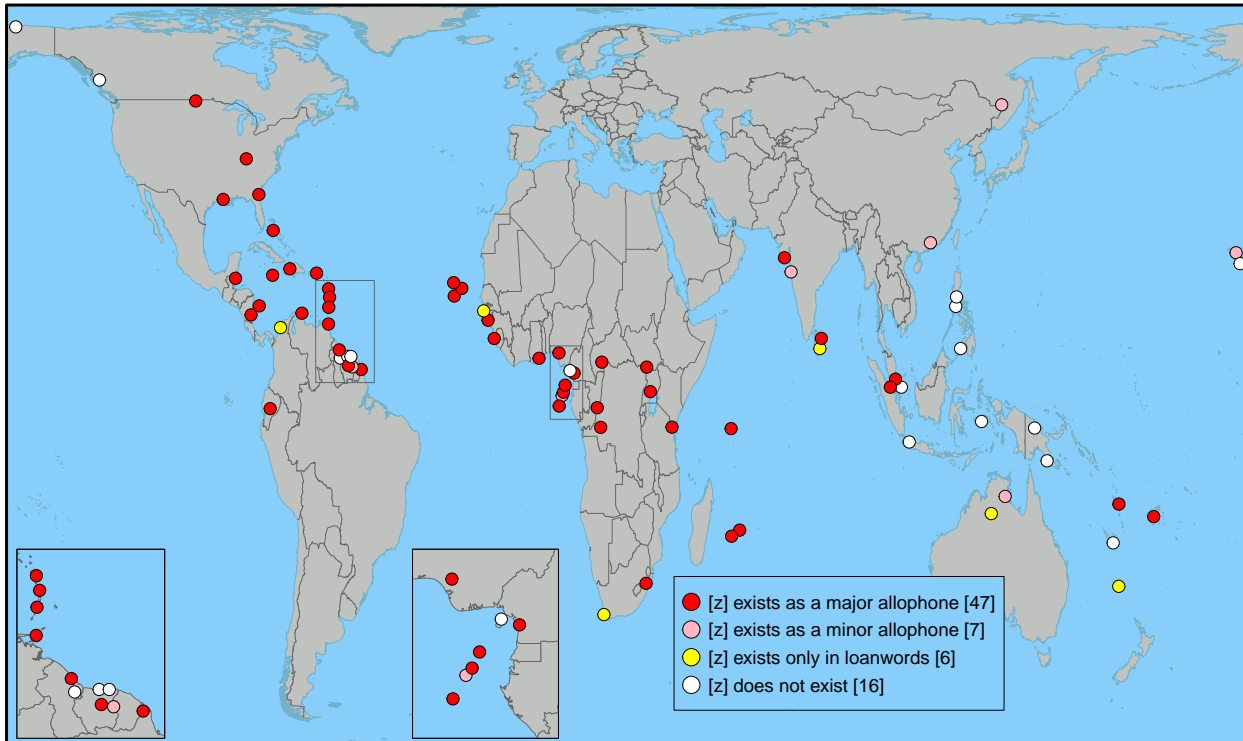 [z] exists as a major allophone [47]
[z] exists as a minor allophone [7]
[z] exists only in loanwords [6]
[z] does not exist [16]